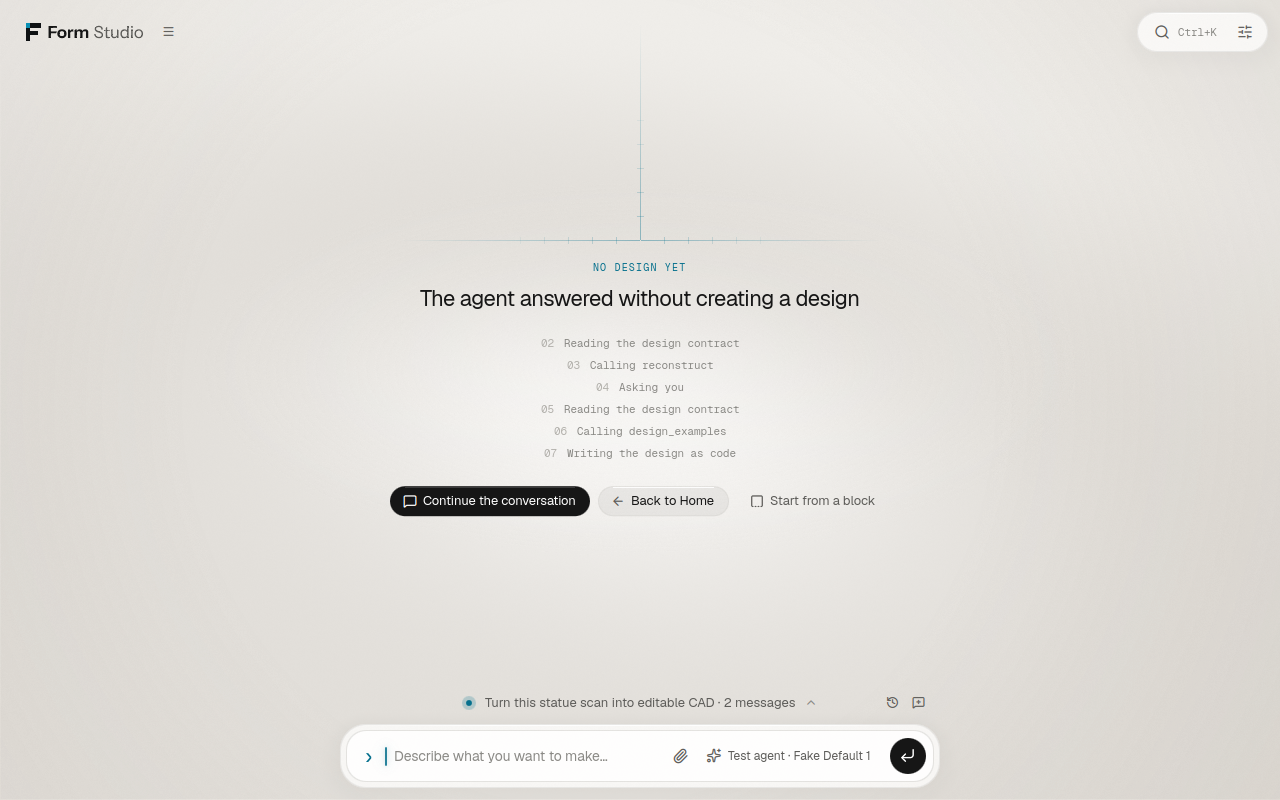 Form Studio
Ctrl+K
NO DESIGN YET
The agent answered without creating a design
02 Reading the design contract
03 Calling reconstruct
04 Asking you
05 Reading the design contract
06 Calling design_examples
07 Writing the design as code
Continue the conversation
Back to Home
Start from a block
Turn this statue scan into editable CAD · 2 messages
Describe what you want to make…
Test agent · Fake Default 1